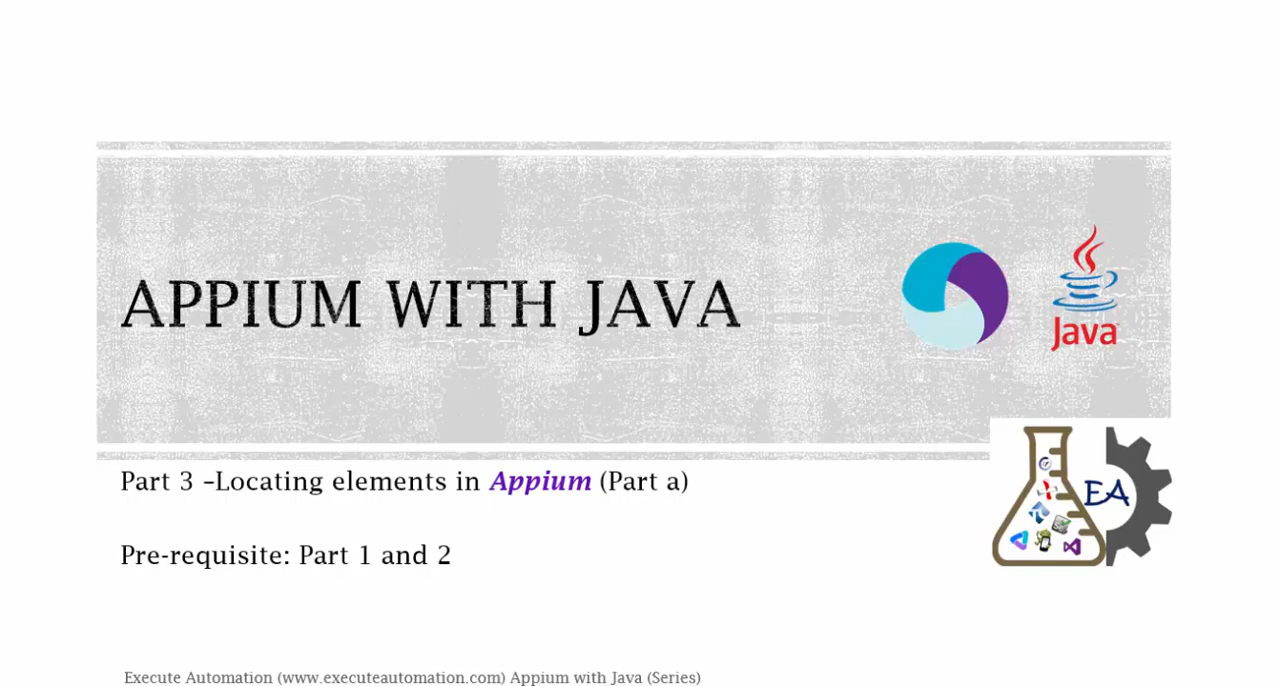 APPIUM WITH JAVA
Java
EA
Part 3 –Locating elements in Appium (Part a)
Pre-requisite: Part 1 and 2
Execute Automation (www.executeautomation.com) Appium with Java (Series)